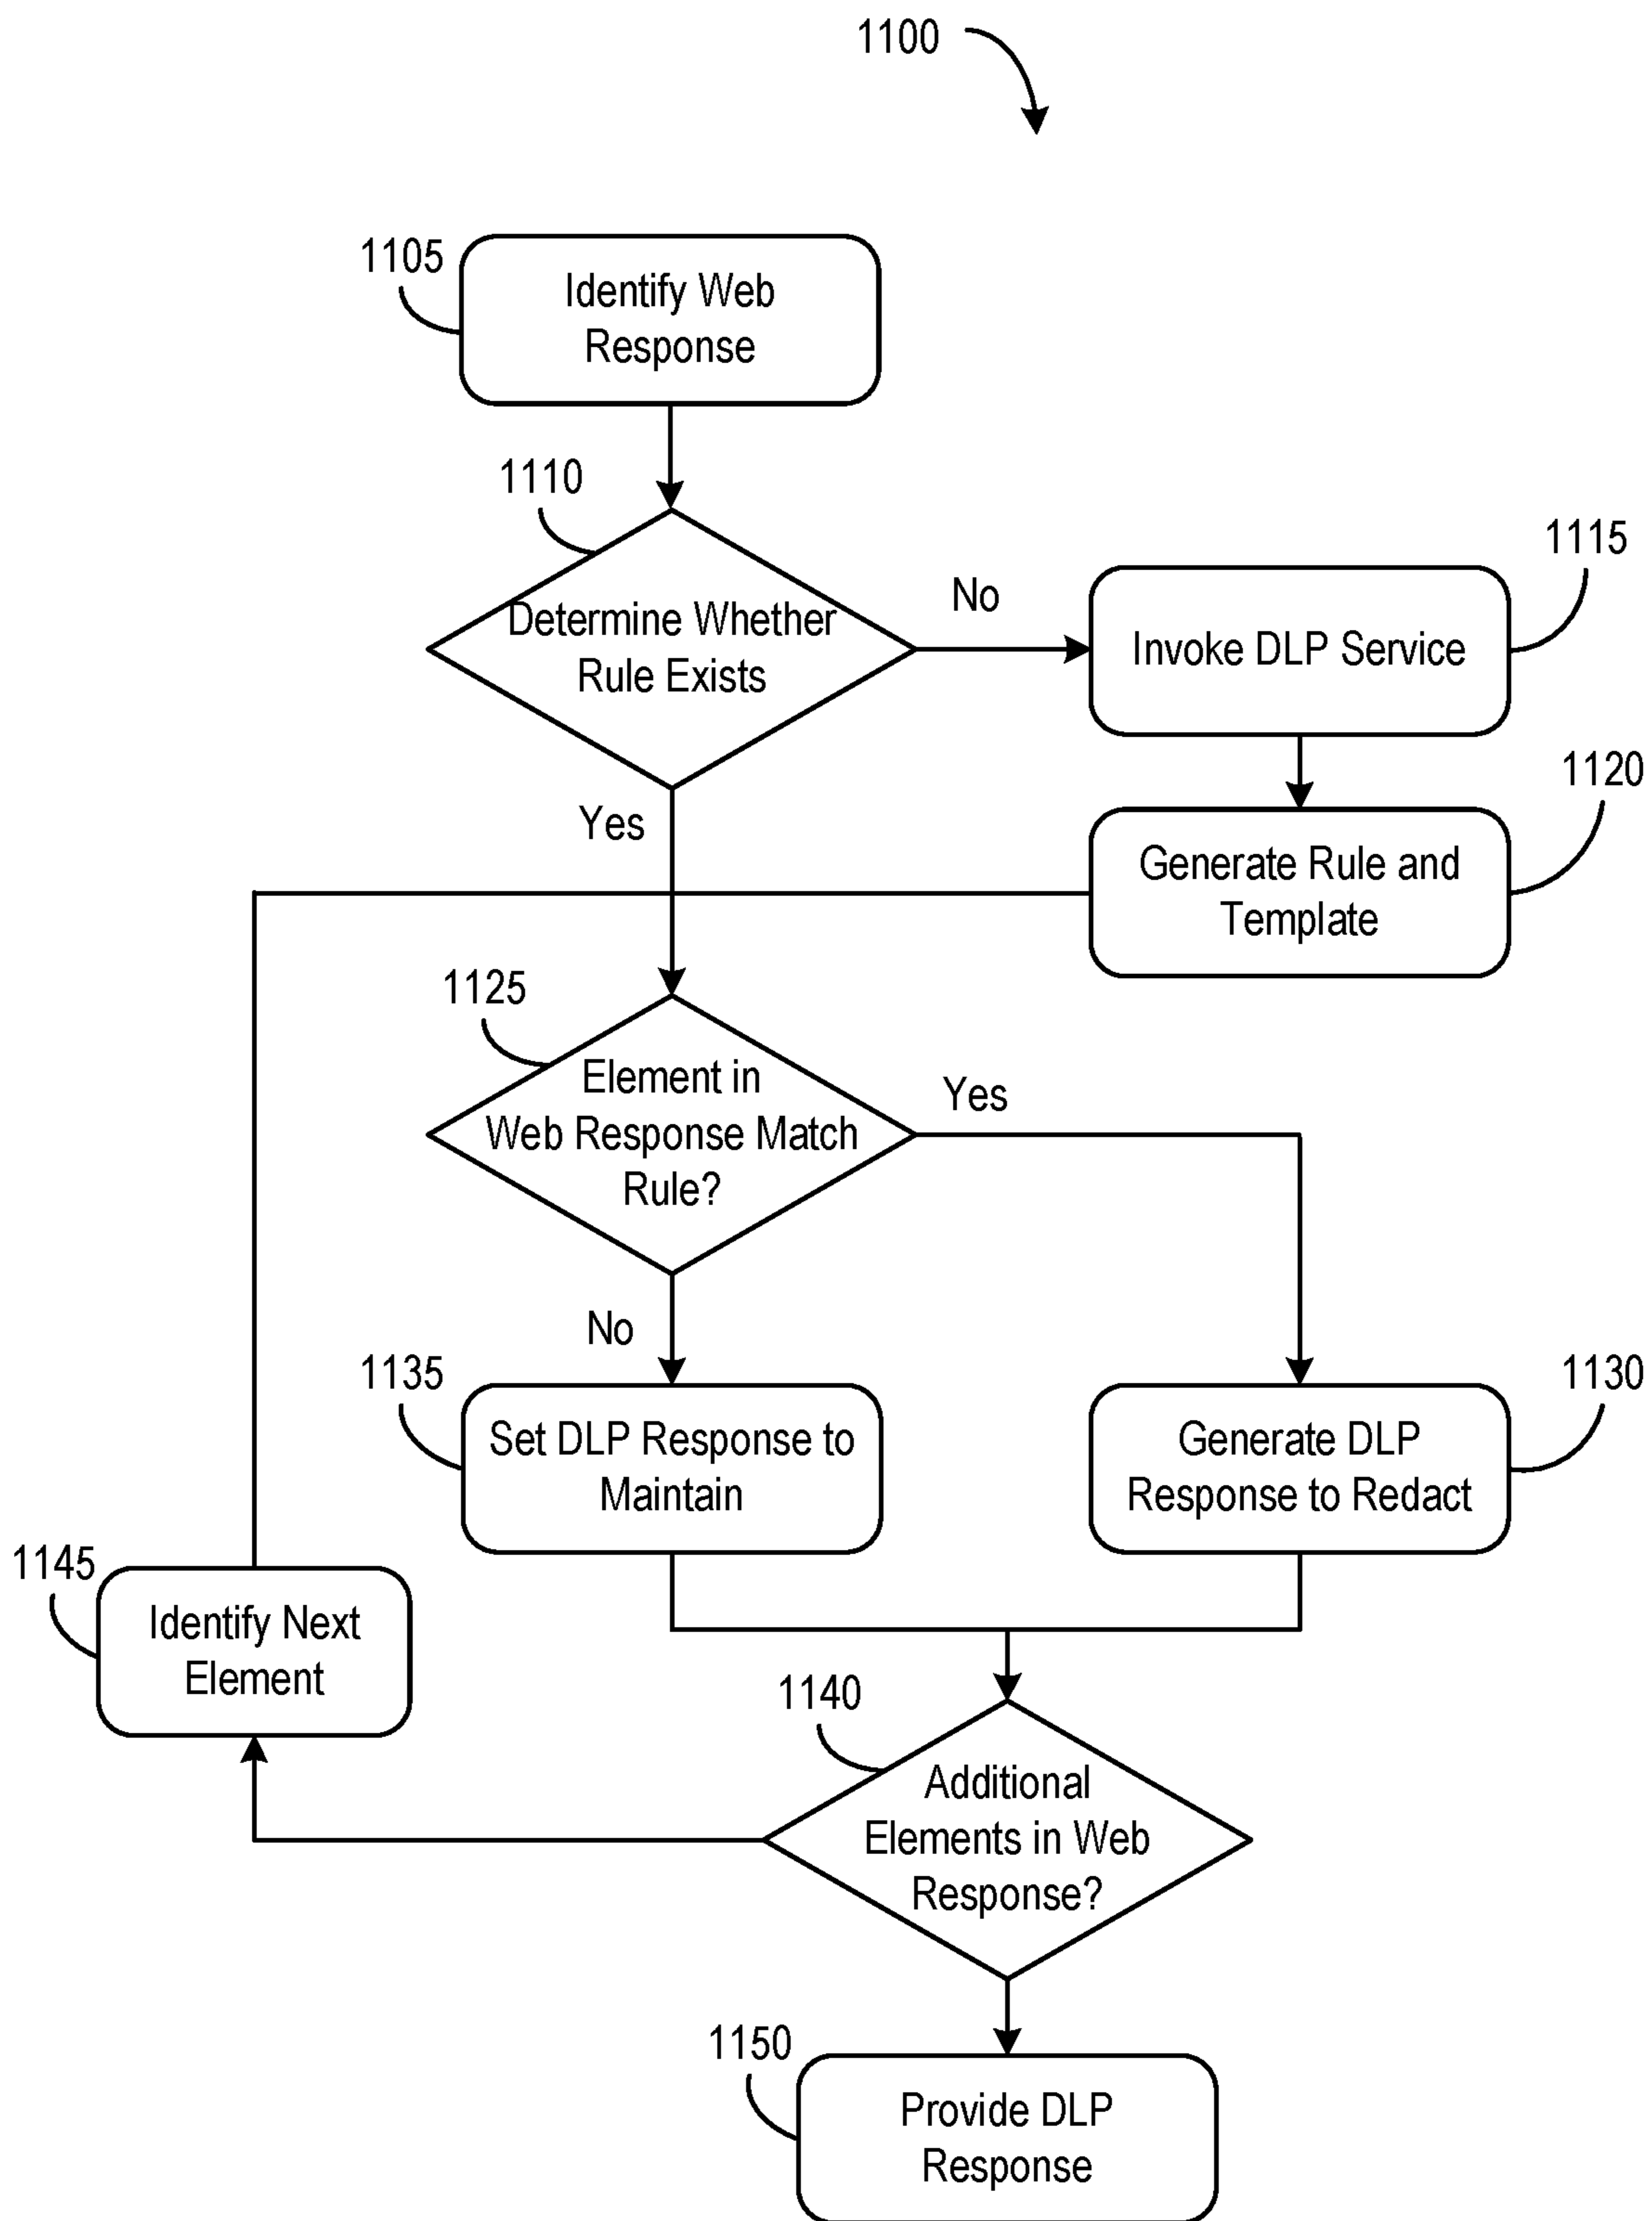 1100
1105
Identify Web
Response
1110
Determine Whether
Rule Exists
No
1115
Invoke DLP Service
Yes
1120
Generate Rule and
Template
1125
Element in
Web Response Match
Rule?
Yes
No
1135
Set DLP Response to
Maintain
1130
Generate DLP
Response to Redact
1145
Identify Next
Element
1140
Additional
Elements in Web
Response?
1150
Provide DLP
Response